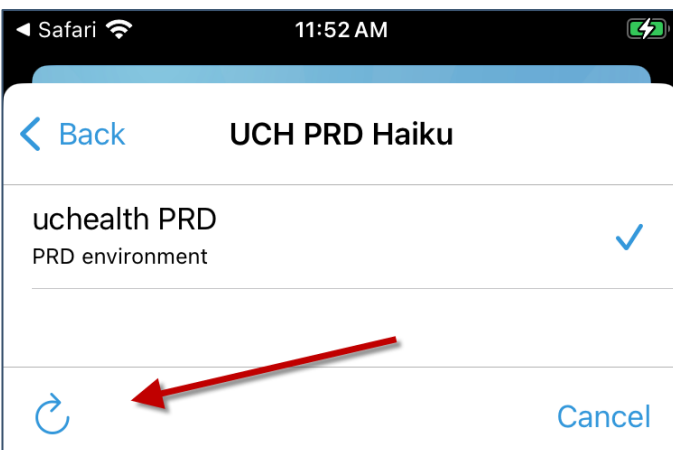 ◀ Safari 11:52 AM
Back UCH PRD Haiku
uchealth PRD
PRD environment
Cancel